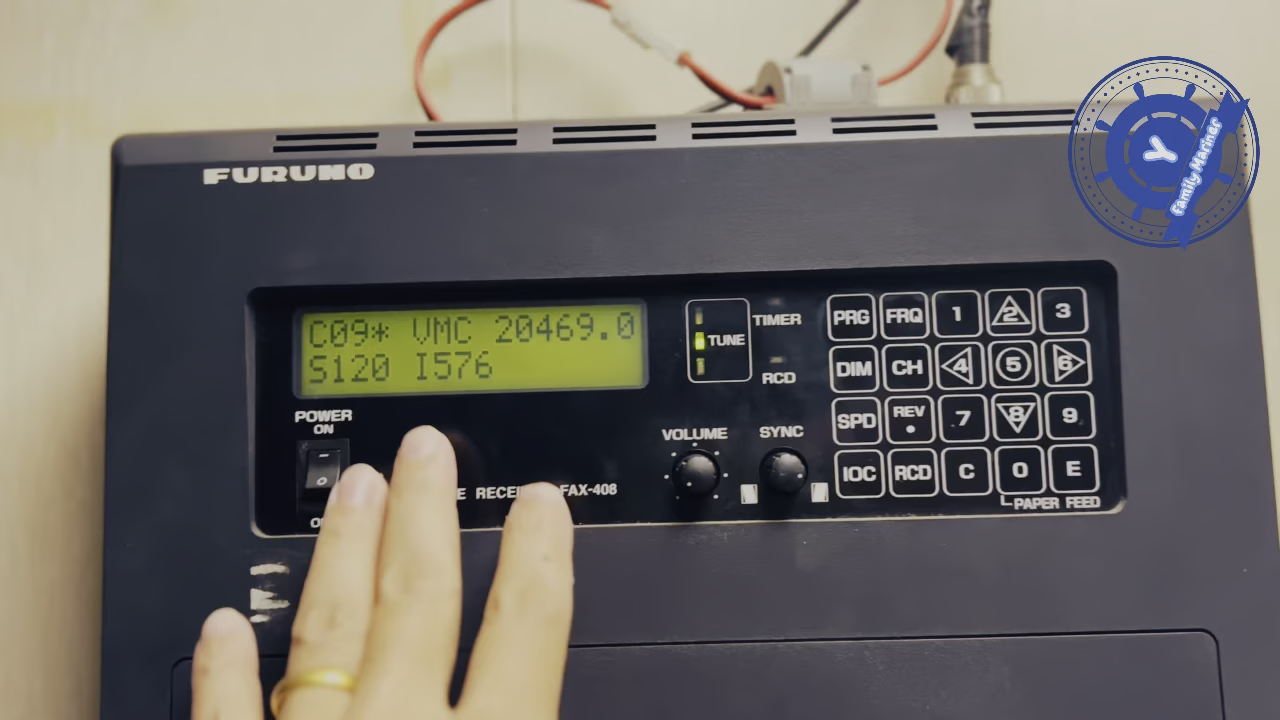 FURUNO
Family Mariner
C09* VMC 20469.0
S120 I576
TUNE
TIMER
RCD
POWER
ON
VOLUME
SYNC
FAX-408
PRG FRQ 1 2 3
DIM CH 4 5 6
SPD REV 7 8 9
IOC RCD C 0 E
PAPER FEED